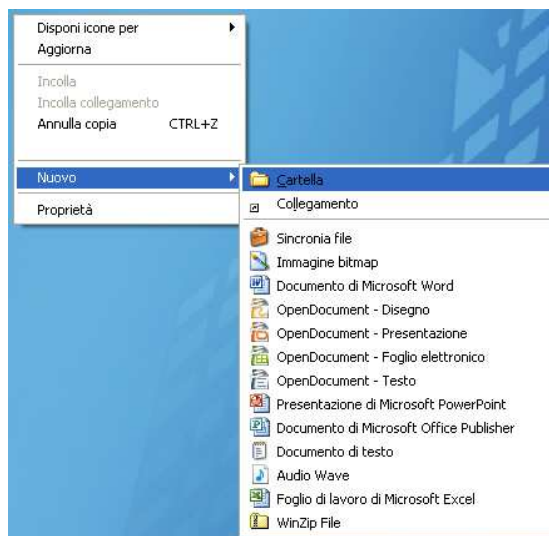 Disponi icone per
Aggiorna
Incolla
Incolla collegamento
Annulla copia CTRL+Z
Nuovo
Proprietà
Cartella
Collegamento
Sincronia file
Immagine bitmap
Documento di Microsoft Word
OpenDocument - Disegno
OpenDocument - Presentazione
OpenDocument - Foglio elettronico
OpenDocument - Testo
Presentazione di Microsoft PowerPoint
Documento di Microsoft Office Publisher
Documento di testo
Audio Wave
Foglio di lavoro di Microsoft Excel
WinZip File